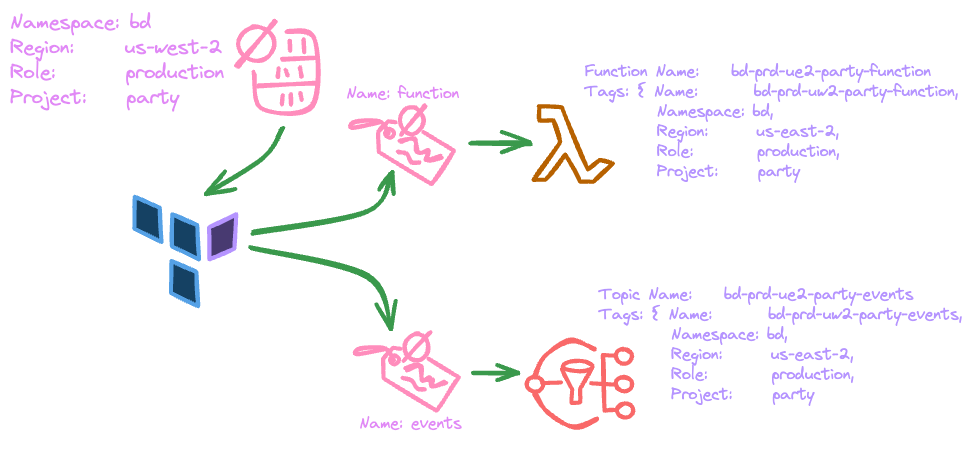 Namespace: bd
Region: us-west-2
Role: production
Project: party
Name: function
Function Name: bd-prd-ue2-party-function
Tags: { Name: bd-prd-uw2-party-function,
Namespace: bd,
Region: us-east-2,
Role: production,
Project: party
Topic Name: bd-prd-ue2-party-events
Tags: { Name: bd-prd-uw2-party-events,
Namespace: bd,
Region: us-east-2,
Role: production,
Project: party
Name: events